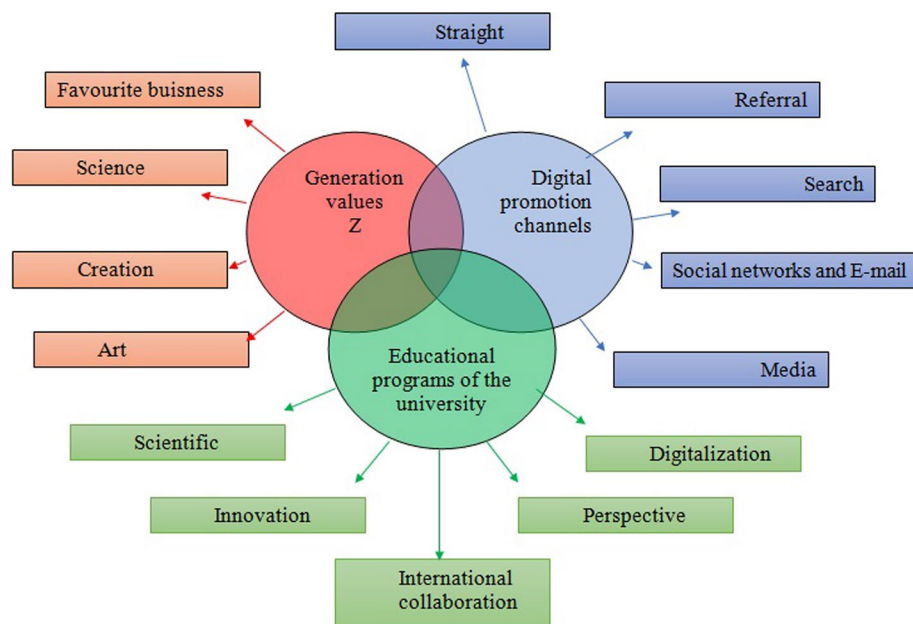 Straight
Favourite buisness
Referral
Science
Generation
values
Z
Digital
promotion
channels
Search
Creation
Social networks and E-mail
Art
Educational
programs of the
university
Media
Scientific
Digitalization
Innovation
Perspective
International
collaboration